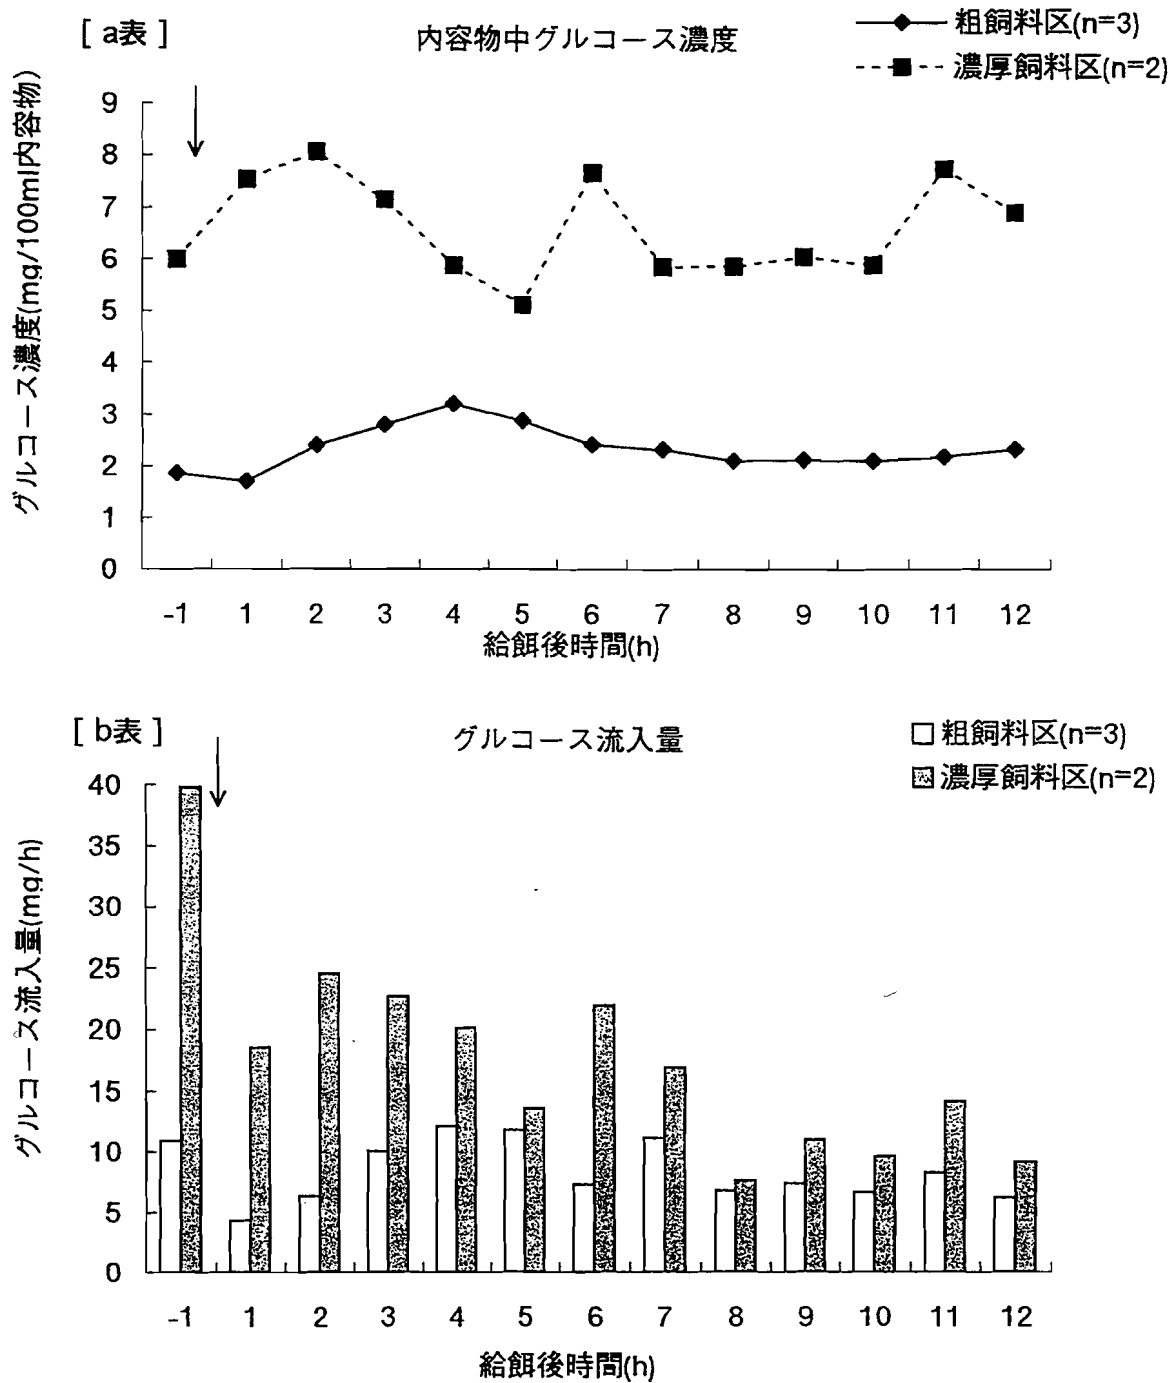 [ a表 ]
内容物中グルコース濃度
粗飼料区(n=3)
濃厚飼料区(n=2)
グルコース濃度(mg/100ml内容物)
9
8
7
6
5
4
3
2
1
0
-1 1 2 3 4 5 6 7 8 9 10 11 12
給餌後時間(h)
[ b表 ]
グルコース流入量
粗飼料区(n=3)
濃厚飼料区(n=2)
グルコース流入量(mg/h)
40
35
30
25
20
15
10
5
0
-1 1 2 3 4 5 6 7 8 9 10 11 12
給餌後時間(h)